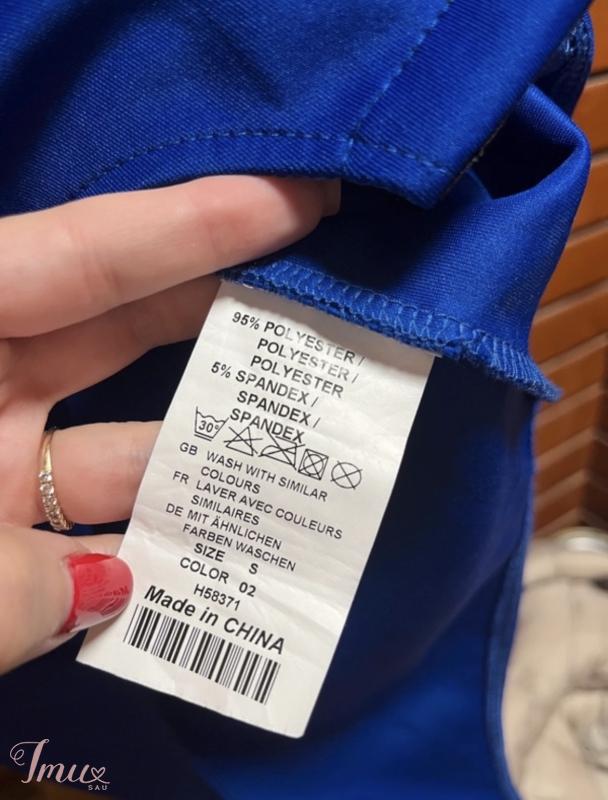 95% POLYESTER /
POLYESTER /
POLYESTER
5% SPANDEX /
SPANDEX /
SPANDEX
30°
GB WASH WITH SIMILAR
COLOURS
FR LAVER AVEC COULEURS
SIMILAIRES
DE MIT ÄHNLICHEN
FARBEN WASCHEN
SIZE S
COLOR 02
H58371
Made in CHINA
Imu
SAU